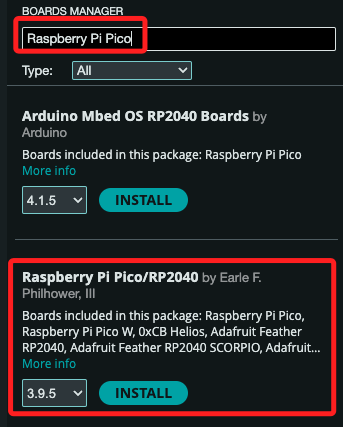 BOARDS MANAGER
Raspberry Pi Pico
Type: All
Arduino Mbed OS RP2040 Boards by
Arduino
Boards included in this package: Raspberry Pi Pico
More info
4.1.5 INSTALL
Raspberry Pi Pico/RP2040 by Earle F.
Philhower, III
Boards included in this package: Raspberry Pi Pico,
Raspberry Pi Pico W, 0xCB Helios, Adafruit Feather
RP2040, Adafruit Feather RP2040 SCORPIO, Adafruit...
More info
3.9.5 INSTALL